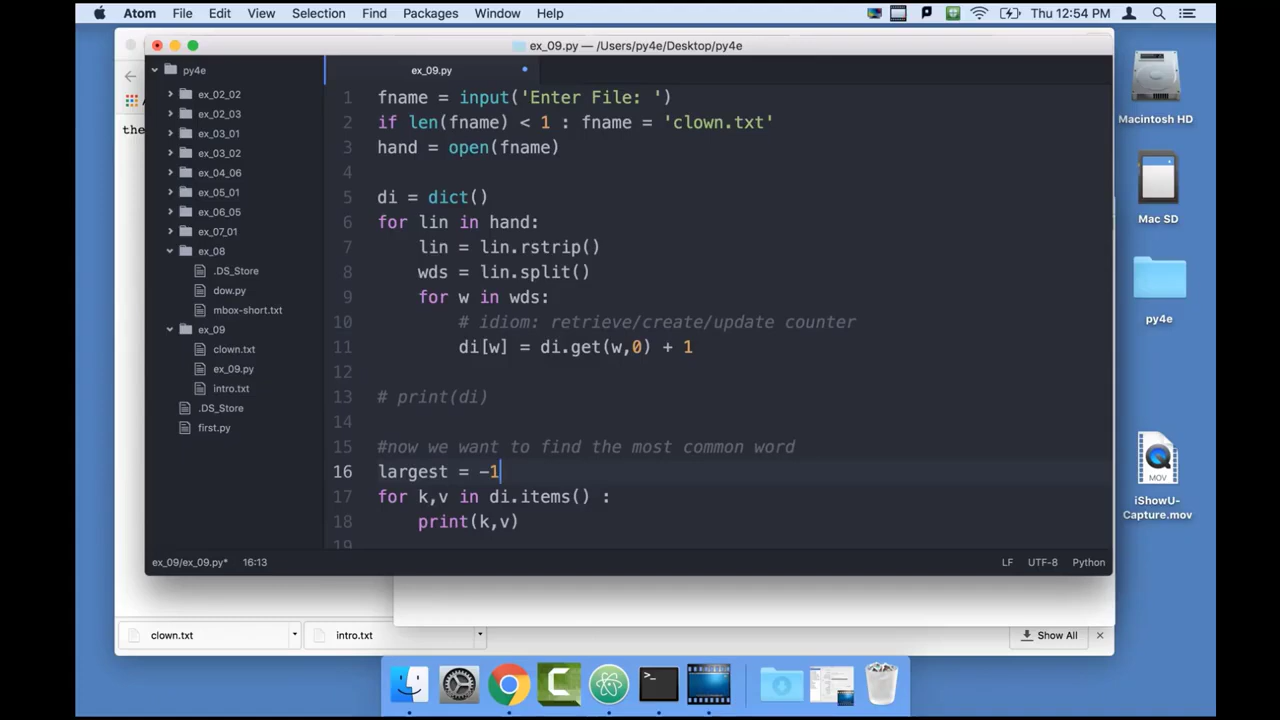 Atom File Edit View Selection Find Packages Window Help Thu 12:54 PM
ex_09.py — /Users/py4e/Desktop/py4e
py4e
ex_02_02
ex_02_03
ex_03_01
ex_03_02
ex_04_06
ex_05_01
ex_06_05
ex_07_01
ex_08
.DS_Store
dow.py
mbox-short.txt
ex_09
clown.txt
ex_09.py
intro.txt
.DS_Store
first.py
ex_09.py
1 fname = input('Enter File: ')
2 if len(fname) < 1 : fname = 'clown.txt'
3 hand = open(fname)
4
5 di = dict()
6 for lin in hand:
7 lin = lin.rstrip()
8 wds = lin.split()
9 for w in wds:
10 # idiom: retrieve/create/update counter
11 di[w] = di.get(w,0) + 1
12
13 # print(di)
14
15 #now we want to find the most common word
16 largest = -1
17 for k,v in di.items() :
18 print(k,v)
19
ex_09/ex_09.py* 16:13 LF UTF-8 Python
the
clown.txt intro.txt Show All
Macintosh HD
Mac SD
py4e
MOV
iShowU-
Capture.mov